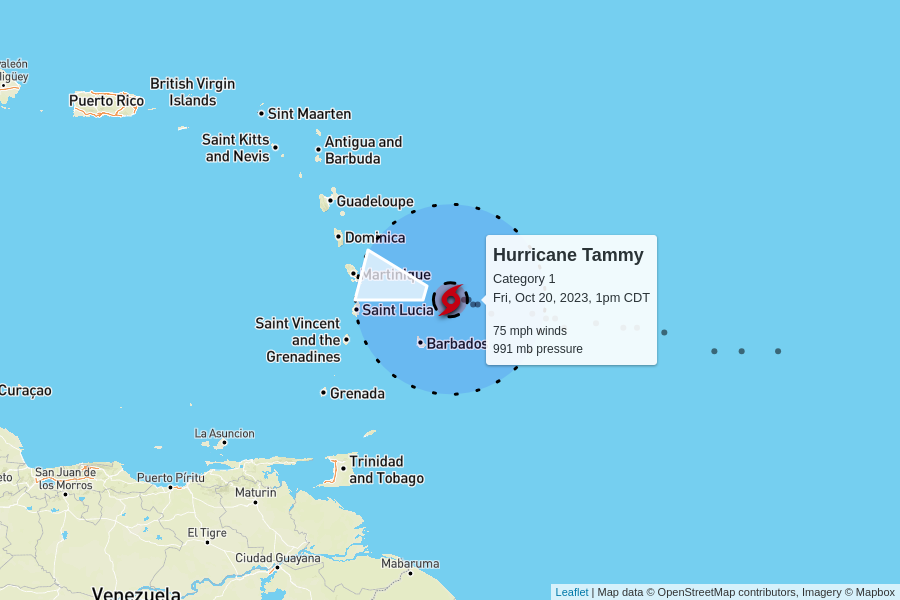 British Virgin
Islands
Puerto Rico
Sint Maarten
Saint Kitts
and Nevis
Antigua and
Barbuda
Guadeloupe
Dominica
Martinique
Saint Lucia
Saint Vincent
and the
Grenadines
Barbados
Grenada
Hurricane Tammy
Category 1
Fri, Oct 20, 2023, 1pm CDT
75 mph winds
991 mb pressure
Curaçao
La Asuncion
Trinidad
and Tobago
San Juan de
los Morros
Puerto Píritu
Maturin
El Tigre
Ciudad Guayana
Mabaruma
Venezuela
Leaflet | Map data © OpenStreetMap contributors, Imagery © Mapbox